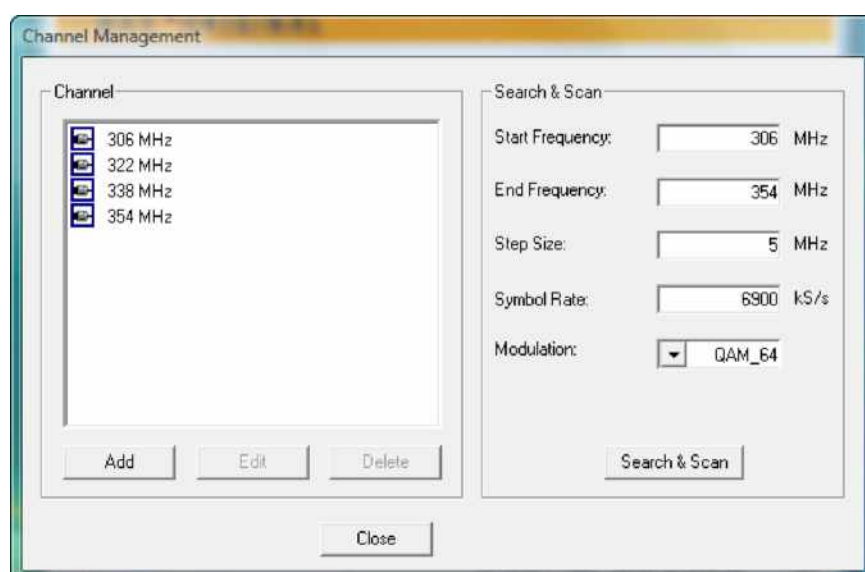 Channel Management
Channel
306 MHz
322 MHz
338 MHz
354 MHz
Add
Edit
Delete
Search & Scan
Start Frequency: 306 MHz
End Frequency: 354 MHz
Step Size: 5 MHz
Symbol Rate: 6900 kS/s
Modulation: QAM_64
Search & Scan
Close